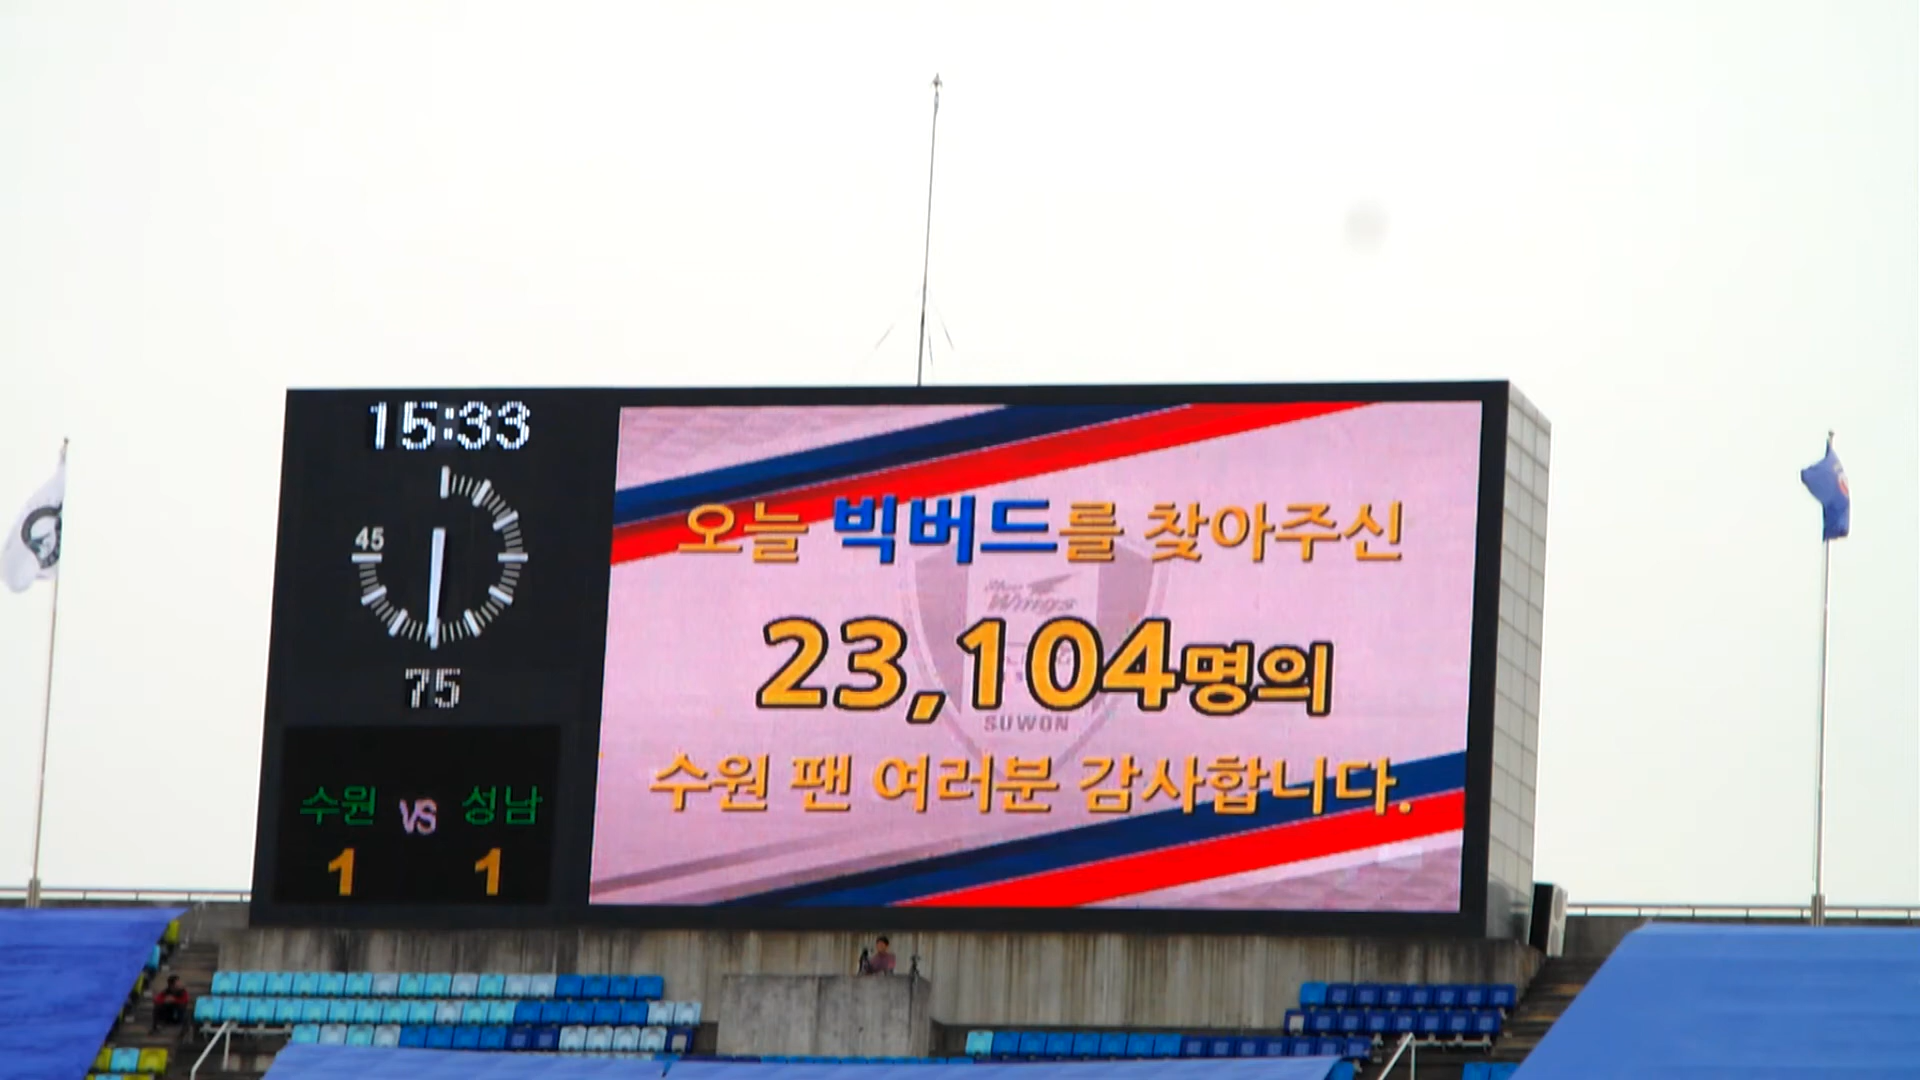 15:33
45
75
수원 VS 성남
1 1
오늘 빅버드를 찾아주신
Wings
23,104명의
SUWON
수원 팬 여러분 감사합니다.